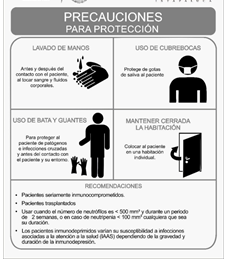 PRECAUCIONES
PARA PROTECCIÓN
LAVADO DE MANOS
Antes y después del
contacto con el paciente,
al tocar sangre y fluidos
corporales.
USO DE CUBREBOCAS
Protege de gotas
de saliva al paciente
USO DE BATA Y GUANTES
Para proteger al
paciente de patógenos
e infecciones cruzadas
y antes del contacto con
el paciente y su entorno.
MANTENER CERRADA
LA HABITACIÓN
Colocar al paciente
en una habitación
individual.
RECOMENDACIONES
• Pacientes seriamente inmunocomprometidos.
• Pacientes trasplantados
• Usar cuando el número de neutrófilos es < 500 mm³ y durante un periodo
de 2 semanas, o en caso de neutropenia < 100 mm³ cualquiera que sea
su duración.
• Los pacientes inmunodeprimidos varían su susceptibilidad a infecciones
asociadas a la atención a la salud (IAAS) dependiendo de la gravedad y
duración de la inmunodepresión.